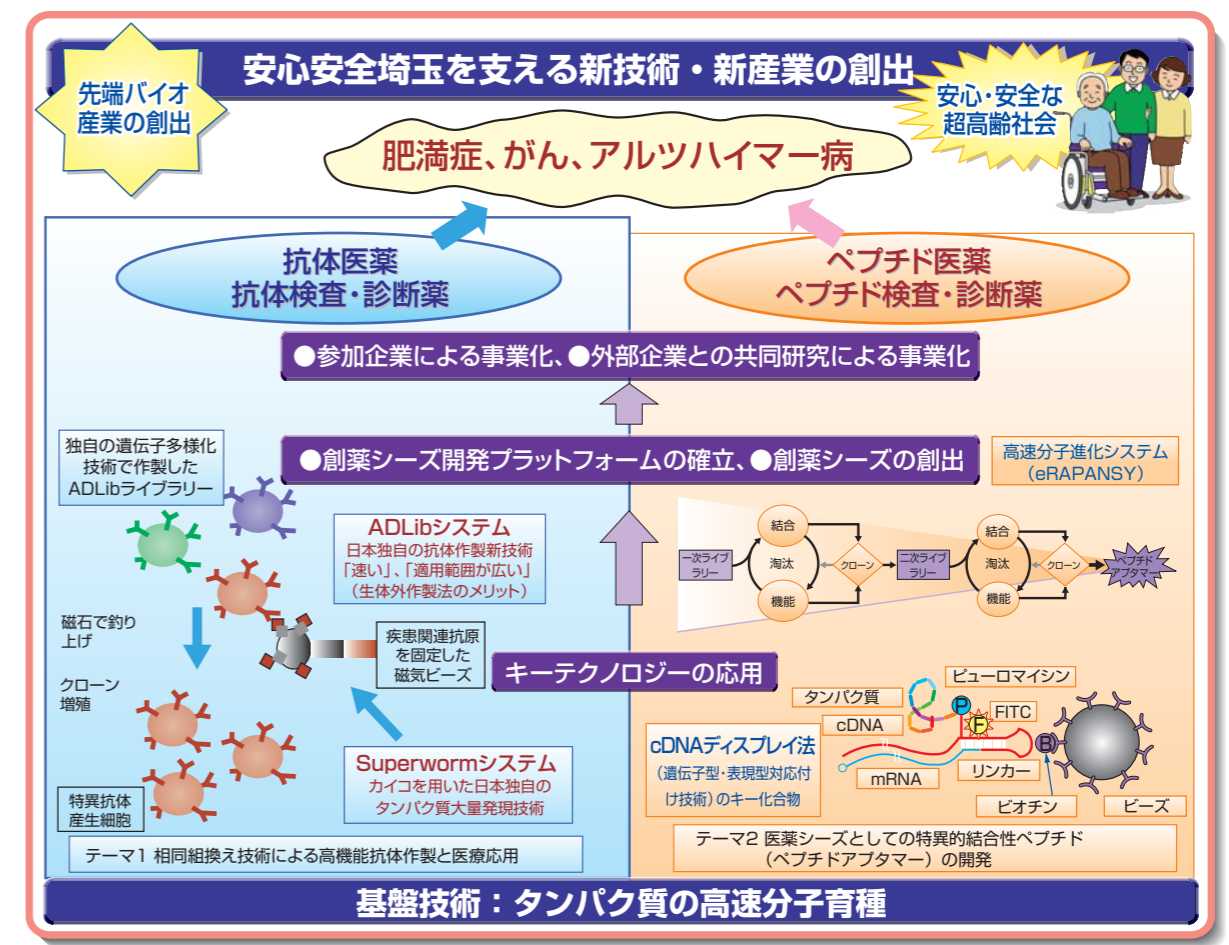 安心安全埼玉を支える新技術・新産業の創出
先端バイオ
産業の創出
安心・安全な
超高齢社会
肥満症、がん、アルツハイマー病
抗体医薬
抗体検査・診断薬
ペプチド医薬
ペプチド検査・診断薬
●参加企業による事業化、●外部企業との共同研究による事業化
●創薬シーズ開発プラットフォームの確立、●創薬シーズの創出
独自の遺伝子多様化
技術で作製した
ADLibライブラリー
ADLibシステム
日本独自の抗体作製新技術
「速い」、「適用範囲が広い」
（生体外作製法のメリット）
磁石で釣り
上げ
疾患関連抗原
を固定した
磁気ビーズ
クローン
増殖
Superwormシステム
カイコを用いた日本独自の
タンパク質大量発現技術
特異抗体
産生細胞
テーマ1 相同組換え技術による高機能抗体作製と医療応用
キーテクノロジーの応用
高速分子進化システム
（eRAPANSY）
一次ライブ
ラリー
結合
淘汰
機能
クローン
二次ライブ
ラリー
結合
淘汰
機能
クローン
ペプチド
アプタマー
ピューロマイシン
タンパク質
P
FITC
F
cDNA
cDNAディスプレイ法
（遺伝子型・表現型対応付
け技術）のキー化合物
mRNA
リンカー
B
ビオチン
ビーズ
テーマ2 医薬シーズとしての特異的結合性ペプチド
（ペプチドアプタマー）の開発
基盤技術：タンパク質の高速分子育種